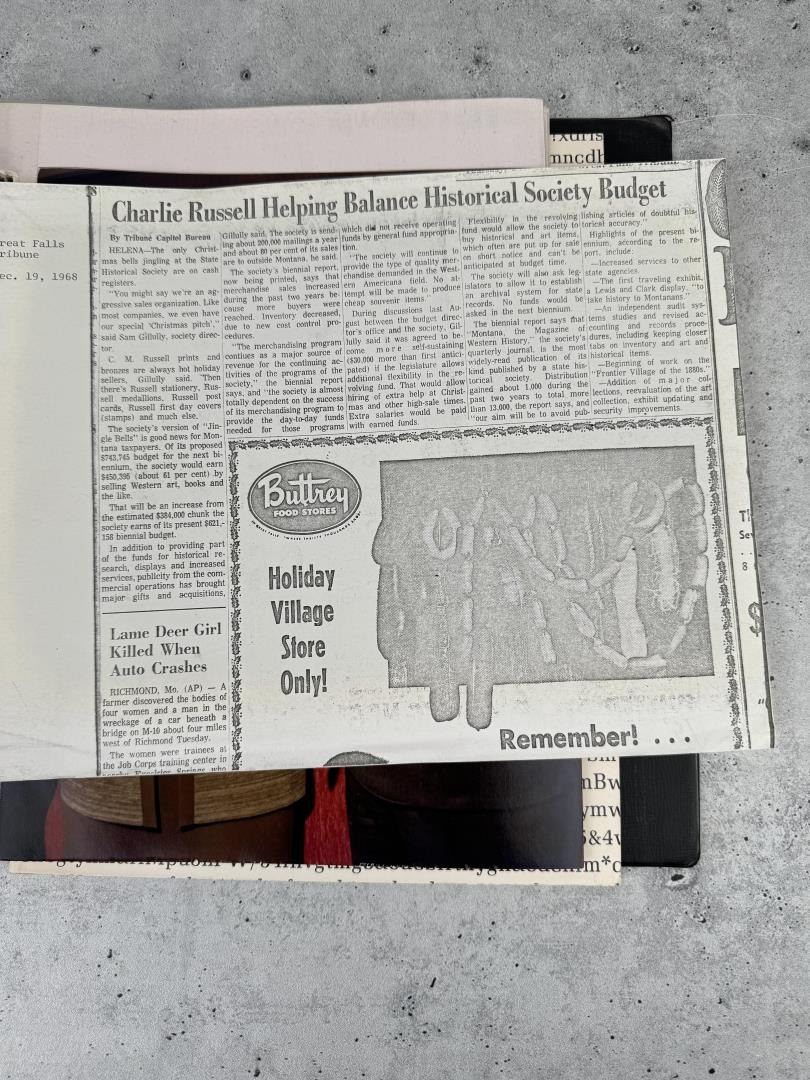 reat Falls
ribune
ec. 19, 1968
Charlie Russell Helping Balance Historical Society Budget
By Tribune Capitol Bureau
HELENA—The only Christ-
mas bells jingling at the State
Historical Society are on cash
registers.
"You might say we're an ag-
gressive sales organization. Like
most companies, we even have
our special 'Christmas pitch',"
said Sam Gilluly, society direc-
tor.
C. M. Russell prints and
bronzes are always hot holiday
sellers, Gilluly said. Then
there's Russell stationery, Rus-
sell medallions, Russell post
cards, Russell first day covers
(stamps) and much else.
The society's version of "Jin-
gle Bells" is good news for Mon-
tana taxpayers. Of its proposed
$743,745 budget for the next bi-
ennium, the society would earn
$450,396 (about 61 per cent) by
selling Western art, books and
the like.
That will be an increase from
the estimated $384,000 chunk the
society earns of its present $621,-
158 biennial budget.
In addition to providing part
of the funds for historical re-
search, displays and increased
services, publicity from the com-
mercial operations has brought
major gifts and acquisitions,
Gilluly said. The society is send-
ing about 200,000 mailings a year
and about 80 per cent of its sales
are to outside Montana, he said.
The society's biennial report,
now being printed, says that
merchandise sales increased
during the past two years be-
cause more buyers were
reached. Inventory decreased,
due to new cost control pro-
cedures.
"The merchandising program
contiues as a major source of
revenue for the continuing ac-
tivities of the programs of the
society," the biennial report
says, "and the society is almost
totally dependent on the success
of its merchandising program to
provide the day-to-day funds
needed for those programs
which did not receive operating
funds by general fund appropria-
tion.
"The society will continue to
provide the type of quality mer-
chandise demanded in the West-
ern Americana field. No at-
tempt will be made to produce
cheap souvenir items."
During discussions last Au-
gust between the budget direc-
tor's office and the society, Gil-
lully said it was agreed to be-
come more self-sustaining
($30,000 more than first antici-
pated) if the legislature allows
additional flexibility in the re-
volving fund. That would allow
hiring of extra help at Christ-
mas and other high-sale times.
Extra salaries would be paid
with earned funds.
Flexibility in the revolving
fund would allow the society to
buy historical and art items
which often are put up for sale
on short notice and can't be
anticipated at budget time.
The society will also ask leg-
islators to allow it to establish
an archival system for state
records. No funds would be
asked in the next biennium.
The biennial report says that
"Montana, the Magazine of
Western History," the society's
quarterly journal, is the most
widely-read publication of its
kind published by a state his-
torical society. Distribution
gained about 1,000 during the
past two years to total more
than 13,000, the report says, and
"our aim will be to avoid pub-
lishing articles of doubtful his-
torical accuracy."
Highlights of the present bi-
ennium, according to the re-
port, include:
—Increased services to other
state agencies.
—The first traveling exhibit,
a Lewis and Clark display, "to
take history to Montanans."
—An independent audit sys-
tems studies and revised ac-
counting and records proce-
dures, including keeping closer
tabs on inventory and art and
historical items.
—Beginning of work on the
"Frontier Village of the 1880s."
—Addition of major col-
lections, reevaluation of the art
collection, exhibit updating and
security improvements.
Lame Deer Girl
Killed When
Auto Crashes
RICHMOND, Mo. (AP) — A
farmer discovered the bodies of
four women and a man in the
wreckage of a car beneath a
bridge on M-10 about four miles
west of Richmond Tuesday.
The women were trainees at
the Job Corps training center in
Buttrey
FOOD STORES
Holiday
Village
Store
Only!
Remember! . . .
8
$
mncdh
nBw
ymw
5&4v
m*c